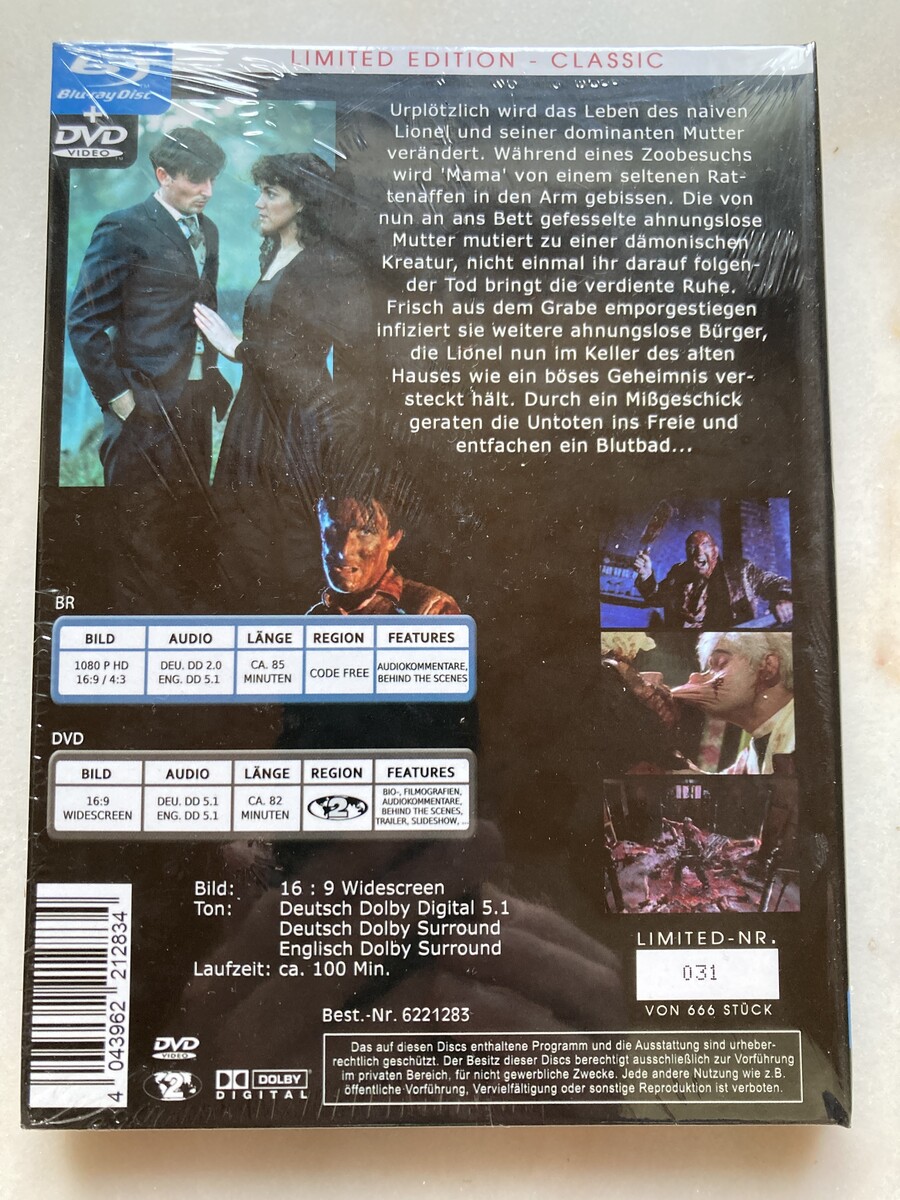 LIMITED EDITION - CLASSIC
Blu-ray Disc
+
DVD
VIDEO
Urplötzlich wird das Leben des naiven
Lionel und seiner dominanten Mutter
verändert. Während eines Zoobesuchs
wird 'Mama' von einem seltenen Rat-
tenaffen in den Arm gebissen. Die von
nun an ans Bett gefesselte ahnungslose
Mutter mutiert zu einer dämonischen
Kreatur, nicht einmal ihr darauf folgen-
der Tod bringt die verdiente Ruhe.
Frisch aus dem Grabe emporgestiegen
infiziert sie weitere ahnungslose Bürger,
die Lionel nun im Keller des alten
Hauses wie ein böses Geheimnis ver-
steckt hält. Durch ein Mißgeschick
geraten die Untoten ins Freie und
entfachen ein Blutbad...
BR
BILD AUDIO LÄNGE REGION FEATURES
1080 P HD DEU. DD 2.0 CA. 85 CODE FREE AUDIOKOMMENTARE,
16:9 / 4:3 ENG. DD 5.1 MINUTEN BEHIND THE SCENES
DVD
BILD AUDIO LÄNGE REGION FEATURES
16:9 DEU. DD 5.1 CA. 82 2 BIO-, FILMOGRAFIEN,
WIDESCREEN ENG. DD 5.1 MINUTEN AUDIOKOMMENTARE,
BEHIND THE SCENES,
TRAILER, SLIDESHOW, ...
Bild: 16 : 9 Widescreen
Ton: Deutsch Dolby Digital 5.1
Deutsch Dolby Surround
Englisch Dolby Surround
Laufzeit: ca. 100 Min.
Best.-Nr. 6221283
LIMITED-NR.
031
VON 666 STÜCK
4 043962 212834
DVD
VIDEO
2
DOLBY
DIGITAL
Das auf diesen Discs enthaltene Programm und die Ausstattung sind urheber-
rechtlich geschützt. Der Besitz dieser Discs berechtigt ausschließlich zur Vorführung
im privaten Bereich, für nicht gewerbliche Zwecke. Jede andere Nutzung wie z.B.
öffentliche Vorführung, Vervielfältigung oder sonstige Reproduktion ist verboten.